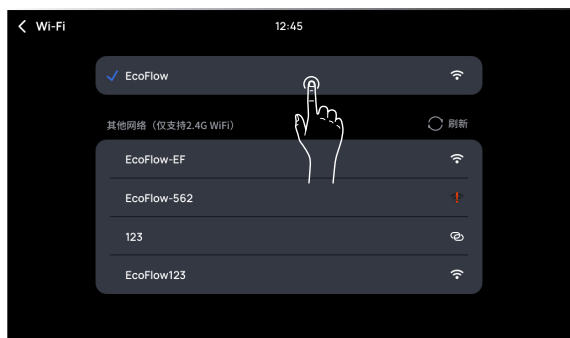 Wi-Fi
12:45
EcoFlow
其他网络（仅支持2.4G WiFi）
刷新
EcoFlow-EF
EcoFlow-562
123
EcoFlow123